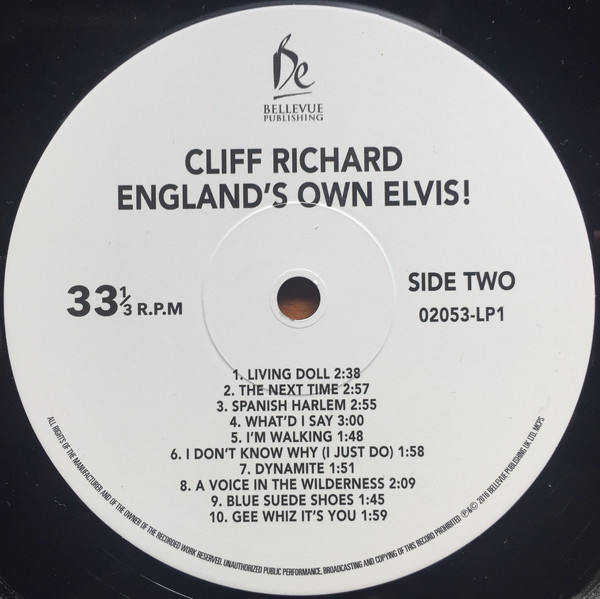 Be
BELLEVUE
PUBLISHING
CLIFF RICHARD
ENGLAND'S OWN ELVIS!
33⅓ R.P.M
SIDE TWO
02053-LP1
1. LIVING DOLL 2:38
2. THE NEXT TIME 2:57
3. SPANISH HARLEM 2:55
4. WHAT'D I SAY 3:00
5. I'M WALKING 1:48
6. I DON'T KNOW WHY (I JUST DO) 1:58
7. DYNAMITE 1:51
8. A VOICE IN THE WILDERNESS 2:09
9. BLUE SUEDE SHOES 1:45
10. GEE WHIZ IT'S YOU 1:59
ALL RIGHTS OF THE MANUFACTURER AND OF THE OWNER OF THE RECORDED WORK RESERVED. UNAUTHORIZED PUBLIC PERFORMANCE, BROADCASTING AND COPYING OF THIS RECORD PROHIBITED ℗&© 2016 BELLEVUE PUBLISHING UK LTD. MCPS